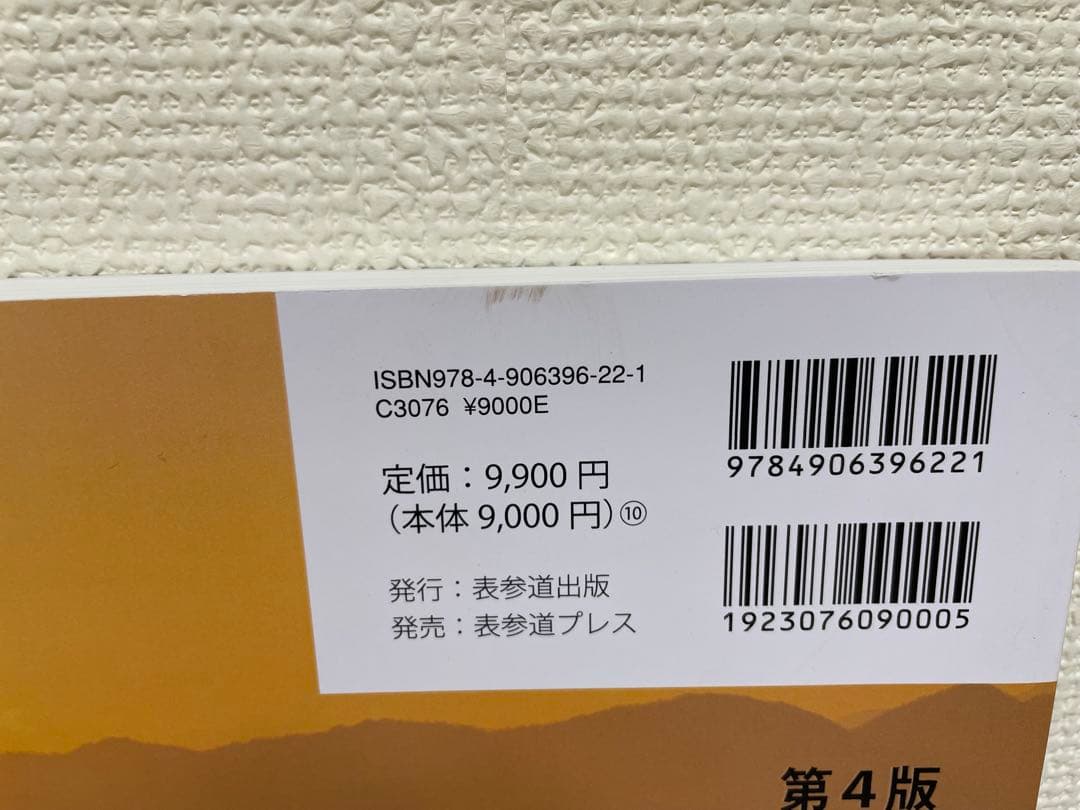 ISBN978-4-906396-22-1
C3076 ¥9000E
定価：9,900 円
（本体 9,000 円）⑩
発行：表参道出版
発売：表参道プレス
9784906396221
1923076090005
第４版